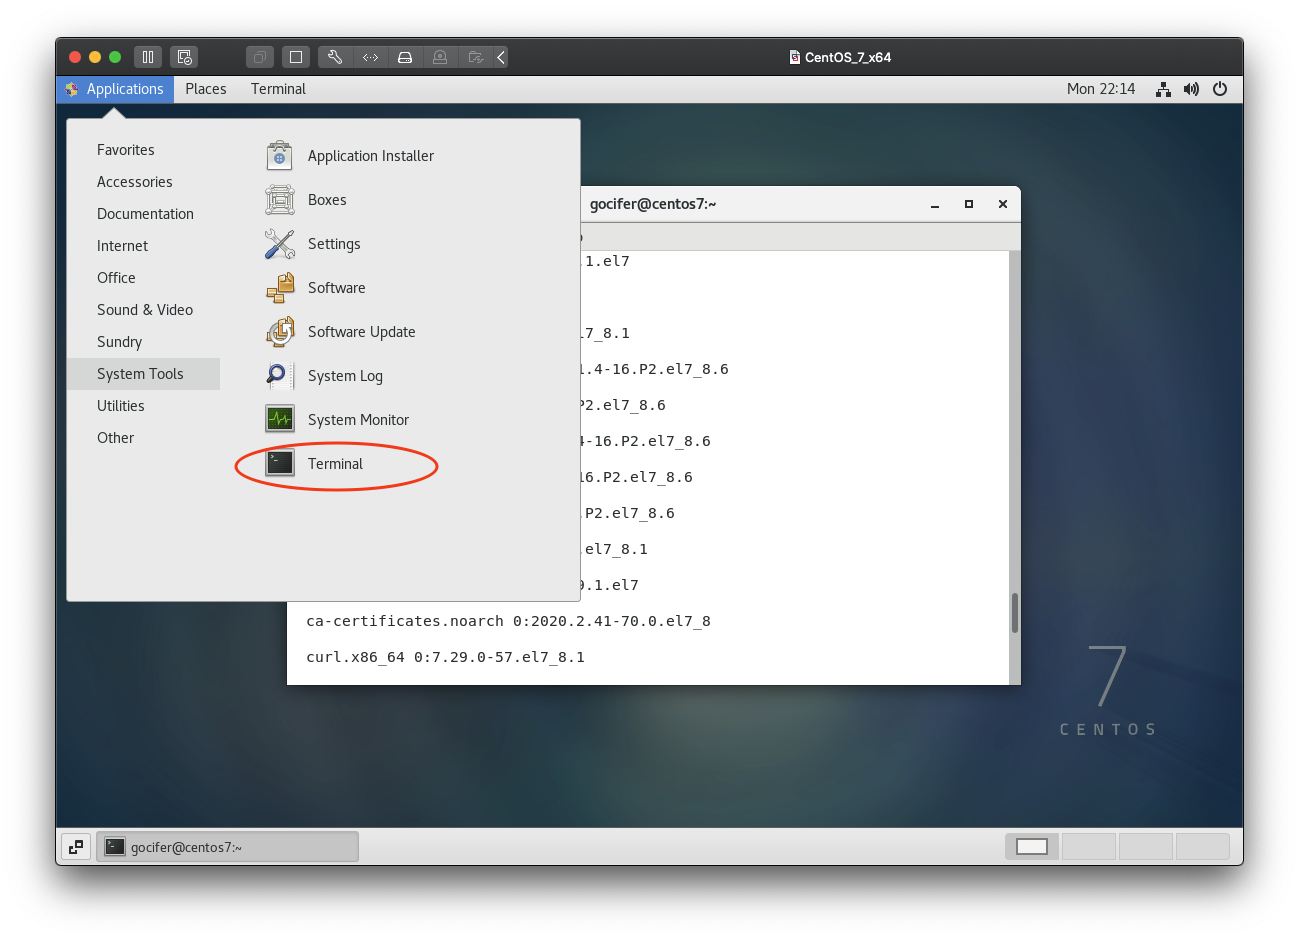 CentOS_7_x64
Applications Places Terminal Mon 22:14
Favorites
Accessories
Documentation
Internet
Office
Sound & Video
Sundry
System Tools
Utilities
Other
Application Installer
Boxes
Settings
Software
Software Update
System Log
System Monitor
Terminal
gocifer@centos7:~
.1.el7
7_8.1
.4-16.P2.el7_8.6
P2.el7_8.6
-16.P2.el7_8.6
16.P2.el7_8.6
.P2.el7_8.6
.el7_8.1
.1.el7
ca-certificates.noarch 0:2020.2.41-70.0.el7_8
curl.x86_64 0:7.29.0-57.el7_8.1
7
CENTOS
gocifer@centos7:~